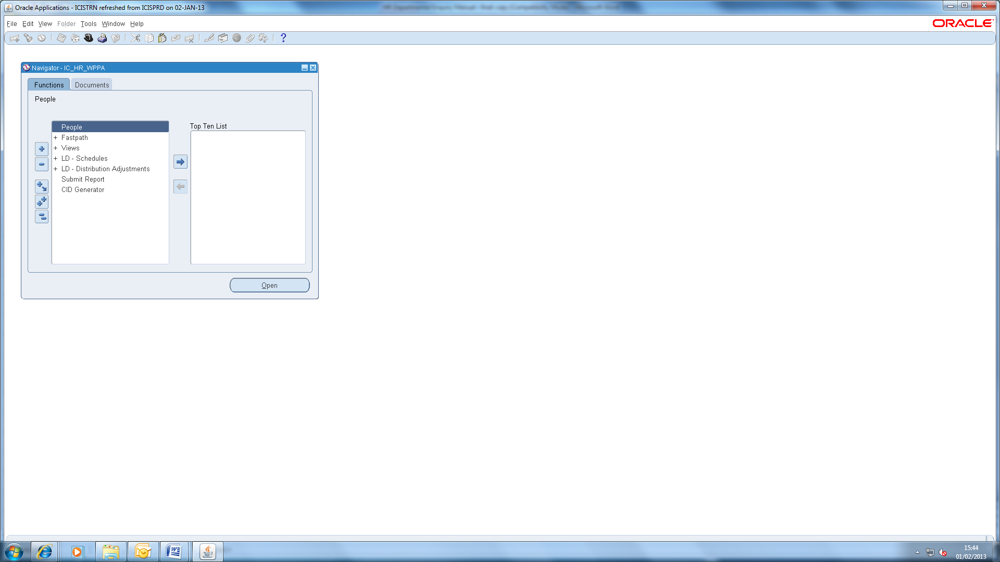 Oracle Applications - ICISTRN refreshed from ICISPRD on 02-JAN-13
File Edit View Folder Tools Window Help
ORACLE
Navigator - IC_HR_WPPA
Functions Documents
People
People
+ Fastpath
+ Views
+ LD - Schedules
+ LD - Distribution Adjustments
Submit Report
CID Generator
Top Ten List
Open
15:44
01/02/2013